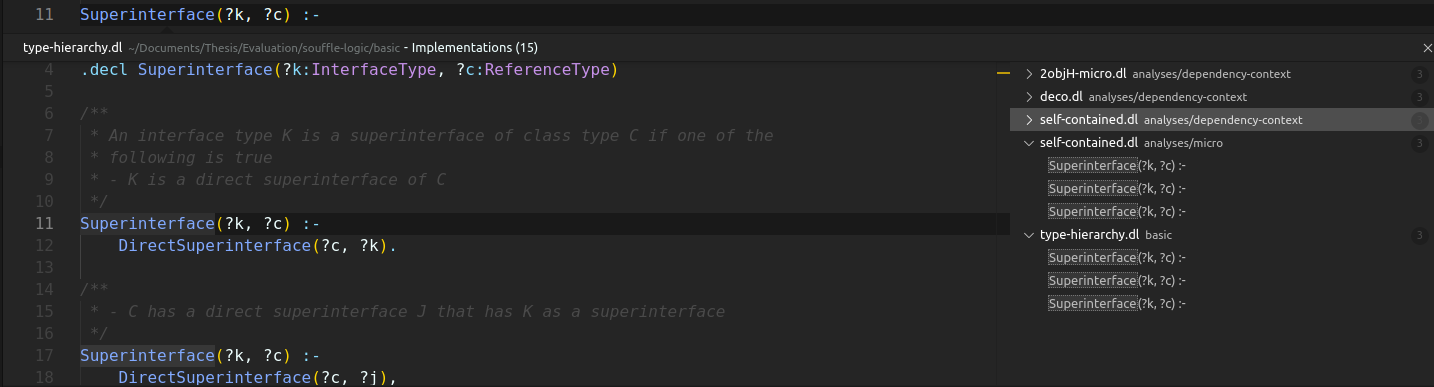 11 Superinterface(?k, ?c) :-
type-hierarchy.dl ~/Documents/Thesis/Evaluation/souffle-logic/basic - Implementations (15)
4 .decl Superinterface(?k:InterfaceType, ?c:ReferenceType)
5
6 /**
7 * An interface type K is a superinterface of class type C if one of the
8 * following is true
9 * - K is a direct superinterface of C
10 */
11 Superinterface(?k, ?c) :-
12 DirectSuperinterface(?c, ?k).
13
14 /**
15 * - C has a direct superinterface J that has K as a superinterface
16 */
17 Superinterface(?k, ?c) :-
18 DirectSuperinterface(?c, ?j),
2objH-micro.dl analyses/dependency-context 3
deco.dl analyses/dependency-context 3
self-contained.dl analyses/dependency-context 3
self-contained.dl analyses/micro 3
Superinterface(?k, ?c) :-
Superinterface(?k, ?c) :-
Superinterface(?k, ?c) :-
type-hierarchy.dl basic 3
Superinterface(?k, ?c) :-
Superinterface(?k, ?c) :-
Superinterface(?k, ?c) :-